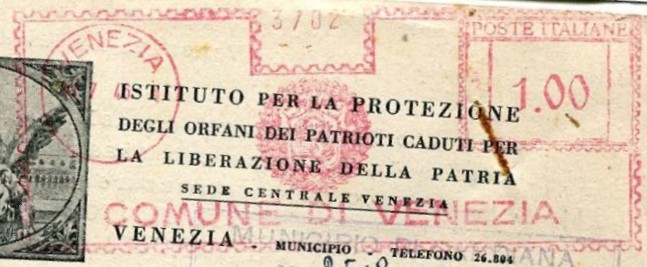 3702
POSTE ITALIANE
VENEZIA
1.00
ISTITUTO PER LA PROTEZIONE
DEGLI ORFANI DEI PATRIOTI CADUTI PER
LA LIBERAZIONE DELLA PATRIA
SEDE CENTRALE VENEZIA
COMUNE DI VENEZIA
VENEZIA - MUNICIPIO - TELEFONO 26.804
MUNICIPIO